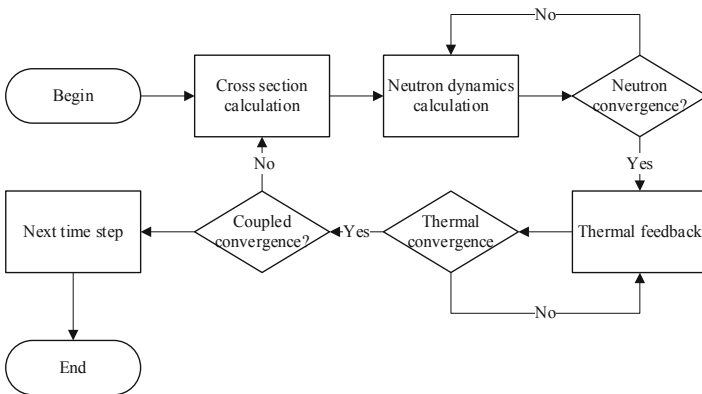 No
Begin
Cross section
calculation
Neutron dynamics
calculation
Neutron
convergence?
No
Yes
Next time step
Coupled
convergence?
Yes
Thermal
convergence
Thermal feedback
No
End